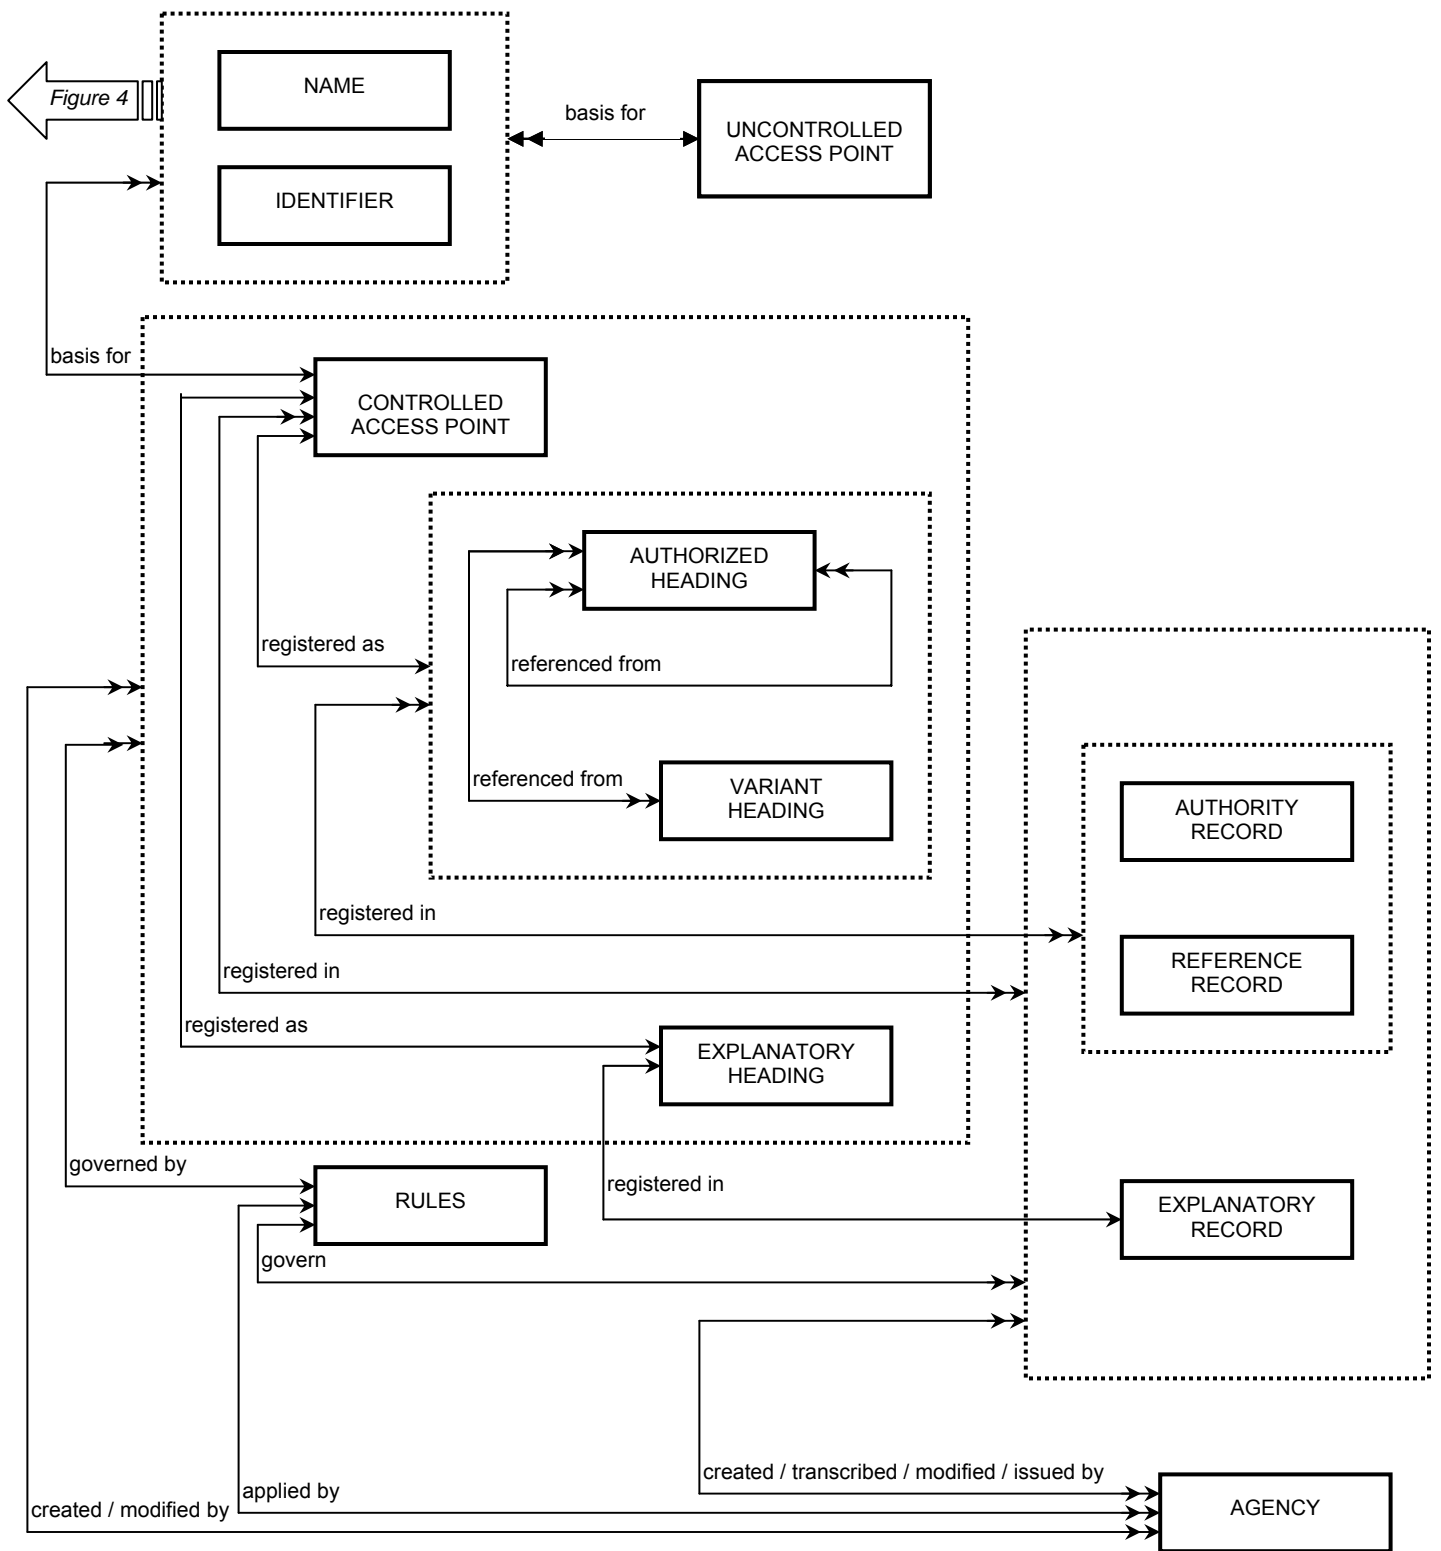 NAME
Figure 4
basis for
UNCONTROLLED
ACCESS POINT
IDENTIFIER
basis for
CONTROLLED
ACCESS POINT
AUTHORIZED
HEADING
registered as
referenced from
referenced from
VARIANT
HEADING
AUTHORITY
RECORD
registered in
registered in
REFERENCE
RECORD
registered as
EXPLANATORY
HEADING
governed by
RULES
registered in
EXPLANATORY
RECORD
govern
created / transcribed / modified / issued by
applied by
created / modified by
AGENCY